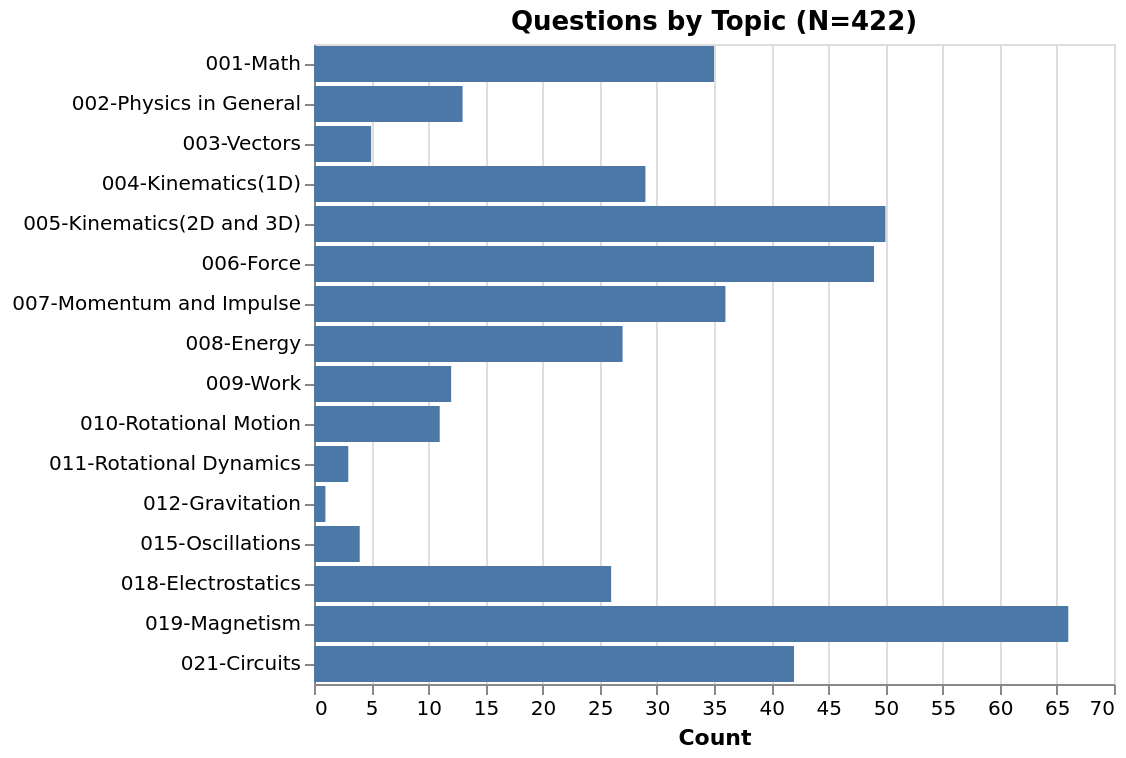 Questions by Topic (N=422)
001-Math
002-Physics in General
003-Vectors
004-Kinematics(1D)
005-Kinematics(2D and 3D)
006-Force
007-Momentum and Impulse
008-Energy
009-Work
010-Rotational Motion
011-Rotational Dynamics
012-Gravitation
015-Oscillations
018-Electrostatics
019-Magnetism
021-Circuits
0 5 10 15 20 25 30 35 40 45 50 55 60 65 70
Count